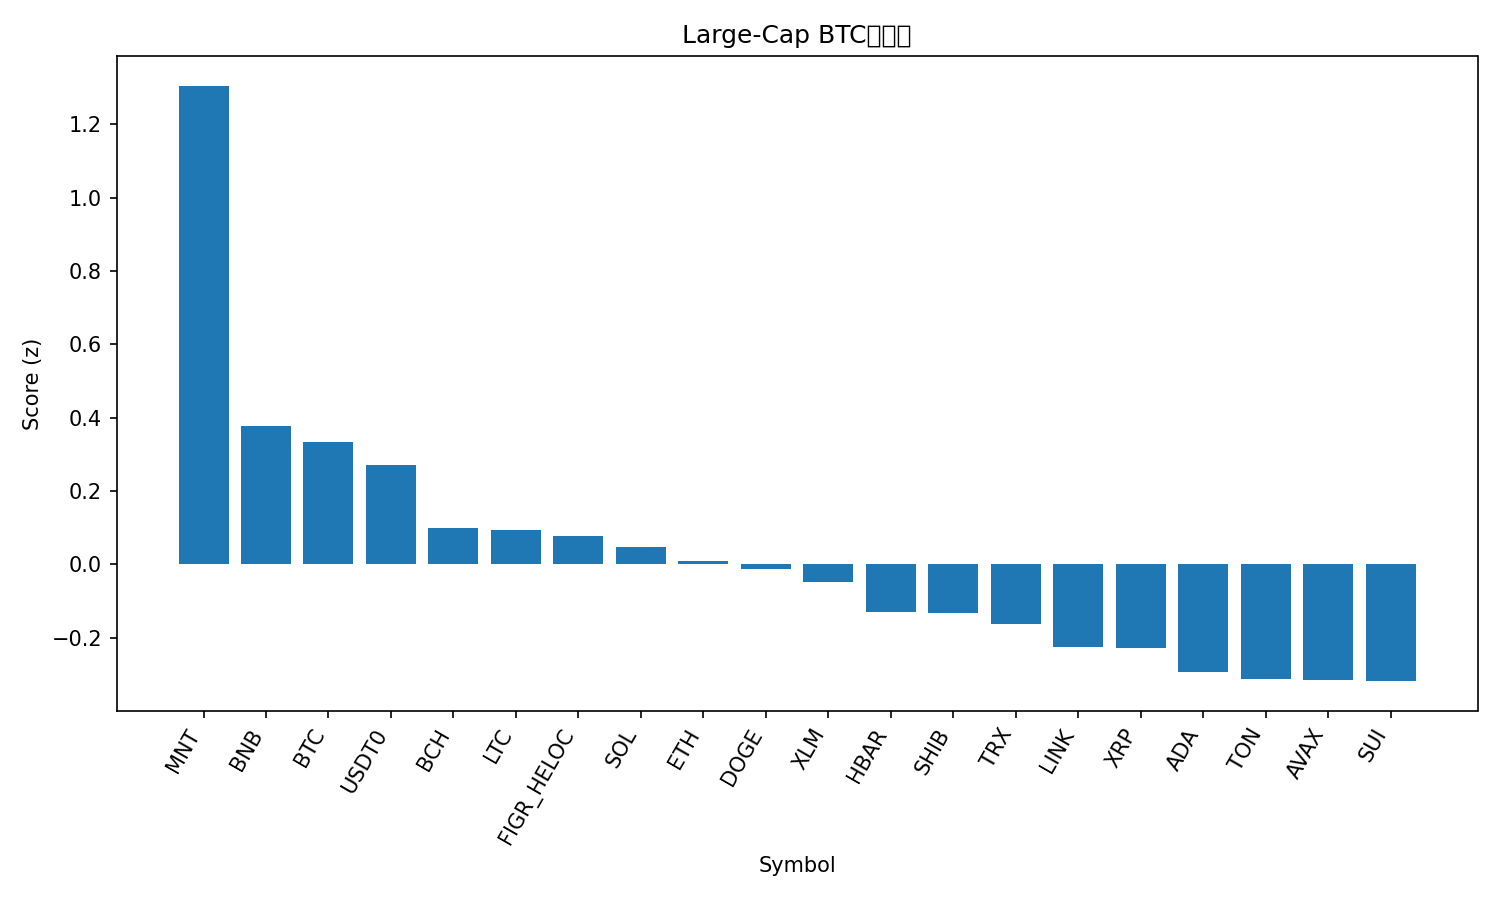 Large-Cap BTC
Score (z)
1.2
1.0
0.8
0.6
0.4
0.2
0.0
−0.2
MNT
BNB
BTC
USDT0
BCH
LTC
FIGR_HELOC
SOL
ETH
DOGE
XLM
HBAR
SHIB
TRX
LINK
XRP
ADA
TON
AVAX
SUI
Symbol